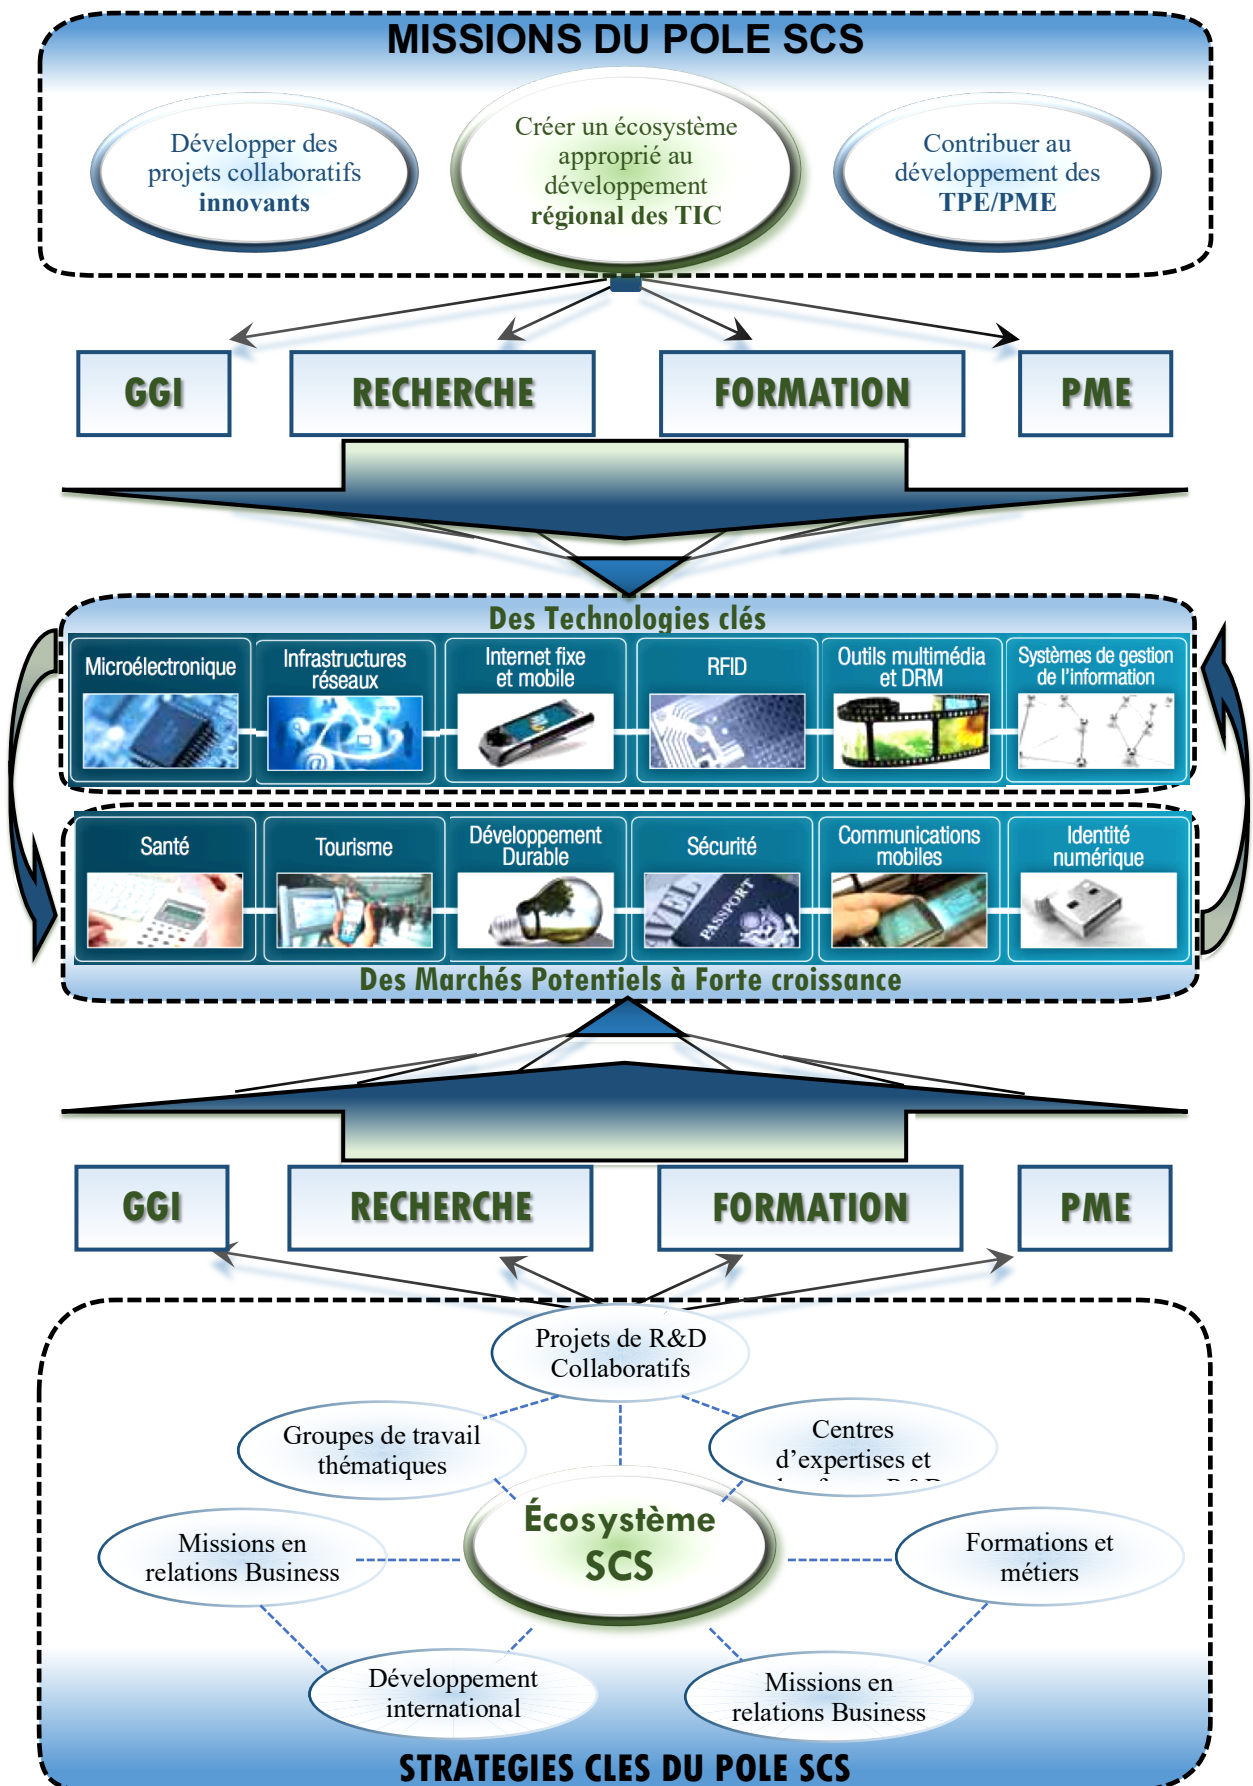 MISSIONS DU POLE SCS
Développer des
projets collaboratifs
innovants
Créer un écosystème
approprié au
développement
régional des TIC
Contribuer au
développement des
TPE/PME
GGI
RECHERCHE
FORMATION
PME
Des Technologies clés
Microélectronique
Infrastructures
réseaux
Internet fixe
et mobile
RFID
Outils multimédia
et DRM
Systèmes de gestion
de l'information
Santé
Tourisme
Développement
Durable
Sécurité
PASSPORT
Communications
mobiles
Identité
numérique
Des Marchés Potentiels à Forte croissance
GGI
RECHERCHE
FORMATION
PME
Projets de R&D
Collaboratifs
Groupes de travail
thématiques
Centres
d'expertises et
Écosystème
SCS
Missions en
relations Business
Formations et
métiers
Développement
international
Missions en
relations Business
STRATEGIES CLES DU POLE SCS